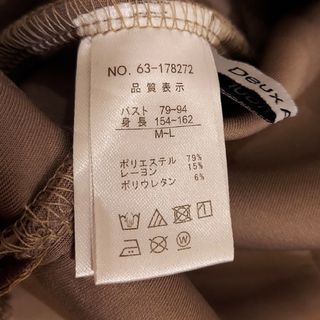 NO. 63-178272
品質表示
バスト 79~94
身長 154~162
M~L
ポリエステル 79%
レーヨン 15%
ポリウレタン 6%
W
Deux